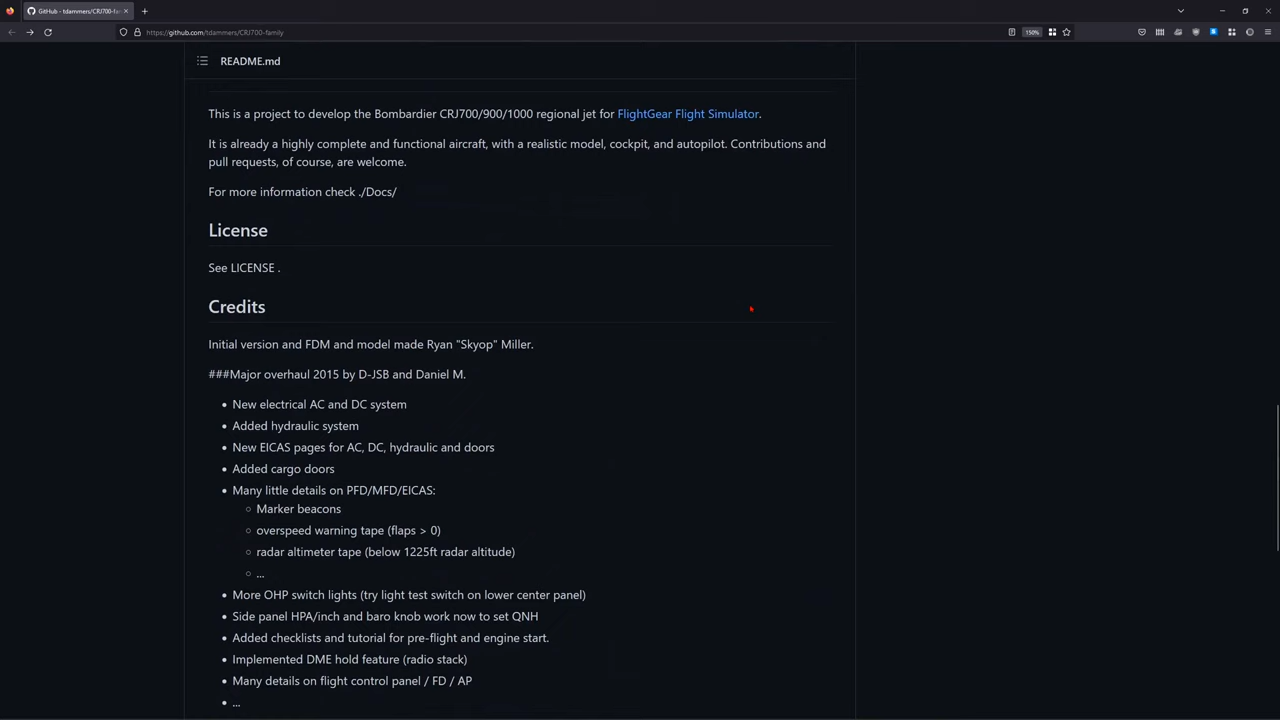 GitHub - tdammers/CRJ700-fam
https://github.com/tdammers/CRJ700-family
150%
README.md
This is a project to develop the Bombardier CRJ700/900/1000 regional jet for FlightGear Flight Simulator.
It is already a highly complete and functional aircraft, with a realistic model, cockpit, and autopilot. Contributions and
pull requests, of course, are welcome.
For more information check ./Docs/
License
See LICENSE .
Credits
Initial version and FDM and model made Ryan "Skyop" Miller.
###Major overhaul 2015 by D-JSB and Daniel M.
• New electrical AC and DC system
• Added hydraulic system
• New EICAS pages for AC, DC, hydraulic and doors
• Added cargo doors
• Many little details on PFD/MFD/EICAS:
◦ Marker beacons
◦ overspeed warning tape (flaps > 0)
◦ radar altimeter tape (below 1225ft radar altitude)
◦ ...
• More OHP switch lights (try light test switch on lower center panel)
• Side panel HPA/inch and baro knob work now to set QNH
• Added checklists and tutorial for pre-flight and engine start.
• Implemented DME hold feature (radio stack)
• Many details on flight control panel / FD / AP
• ...